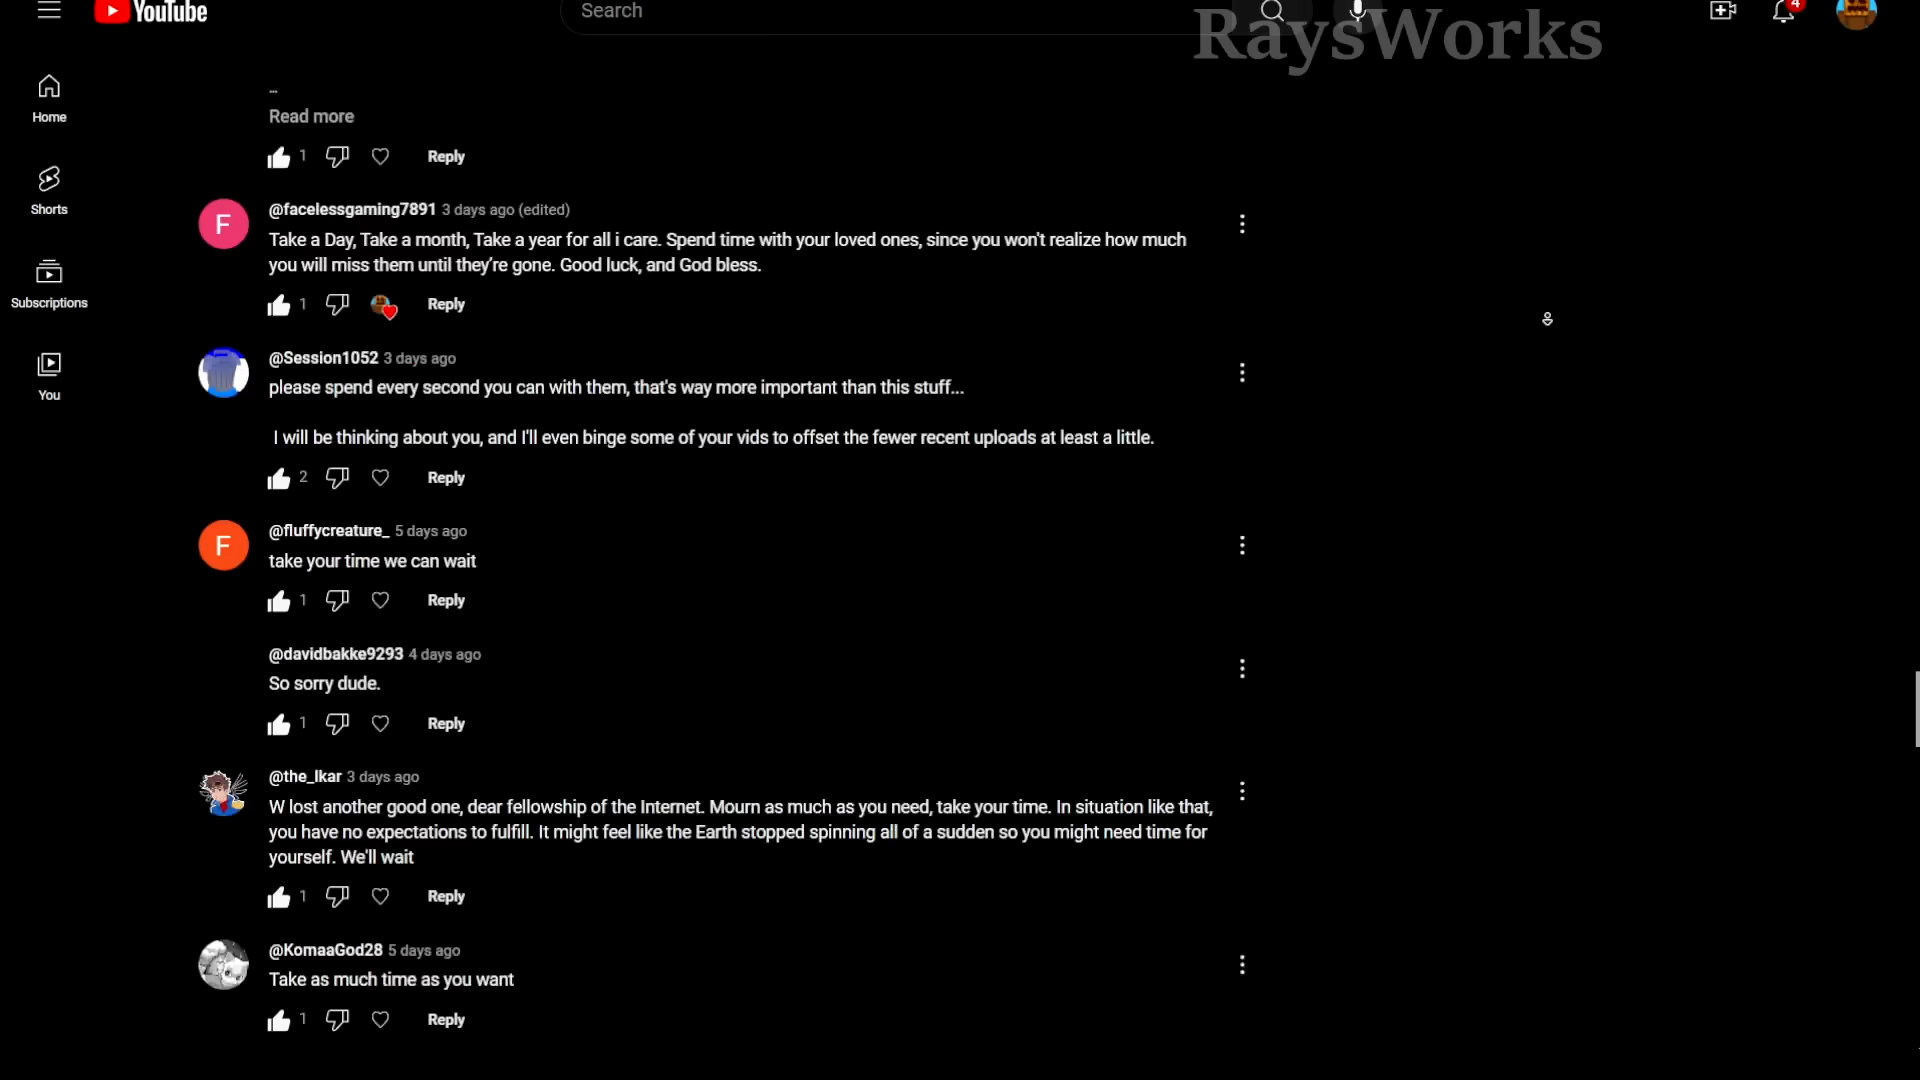 YouTube
Search
4
RaysWorks
Home
Shorts
Subscriptions
You
...
Read more
1
Reply
F
@facelessgaming7891 3 days ago (edited)
Take a Day, Take a month, Take a year for all i care. Spend time with your loved ones, since you won't realize how much
you will miss them until they're gone. Good luck, and God bless.
1
Reply
@Session1052 3 days ago
please spend every second you can with them, that's way more important than this stuff...
I will be thinking about you, and I'll even binge some of your vids to offset the fewer recent uploads at least a little.
2
Reply
F
@fluffycreature_ 5 days ago
take your time we can wait
1
Reply
@davidbakke9293 4 days ago
So sorry dude.
1
Reply
@the_Ikar 3 days ago
W lost another good one, dear fellowship of the Internet. Mourn as much as you need, take your time. In situation like that,
you have no expectations to fulfill. It might feel like the Earth stopped spinning all of a sudden so you might need time for
yourself. We'll wait
1
Reply
@KomaaGod28 5 days ago
Take as much time as you want
1
Reply